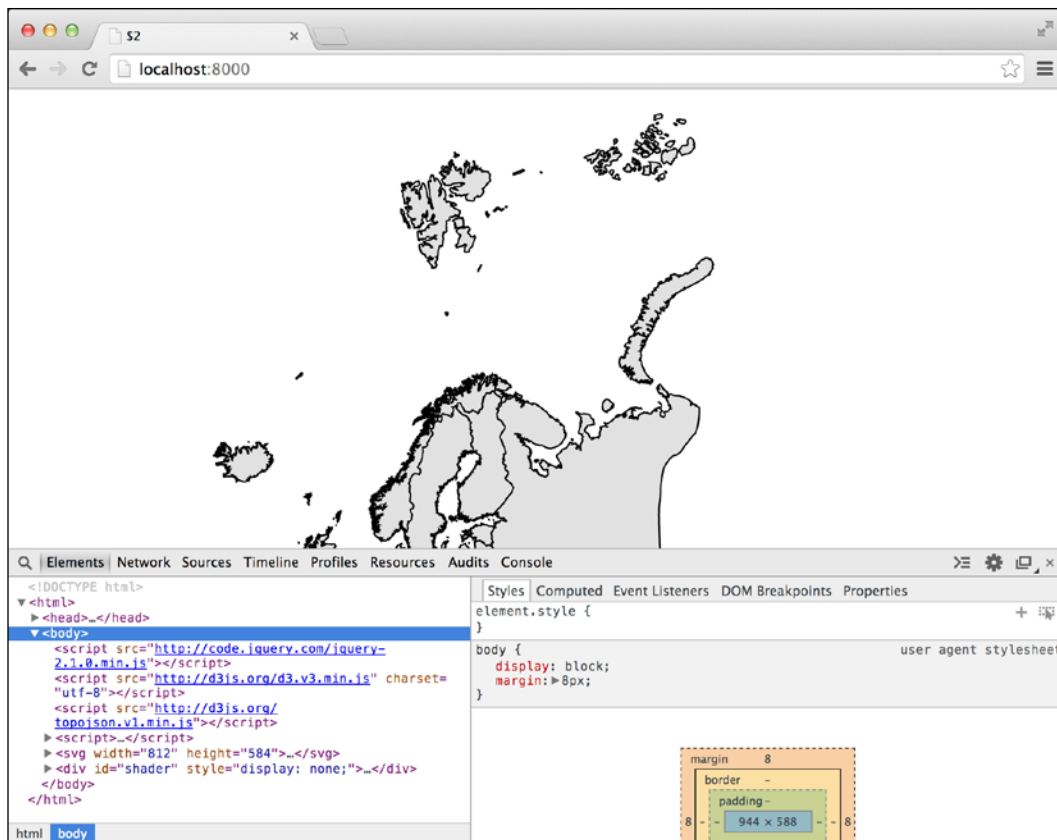 S2
localhost:8000
Elements Network Sources Timeline Profiles Resources Audits Console
<!DOCTYPE html>
▼<html>
▶<head>…</head>
▼<body>
<script src="http://code.jquery.com/jquery-
2.1.0.min.js"></script>
<script src="http://d3js.org/d3.v3.min.js" charset=
"utf-8"></script>
<script src="http://d3js.org/
topojson.v1.min.js"></script>
▶<script>…</script>
▶<svg width="812" height="584">…</svg>
▶<div id="shader" style="display: none;">…</div>
</body>
</html>
html body
Styles Computed Event Listeners DOM Breakpoints Properties
element.style {
}
body { user agent stylesheet
display: block;
margin:▶8px;
}
margin 8
border -
padding -
8 - - 944 × 588 - - 8